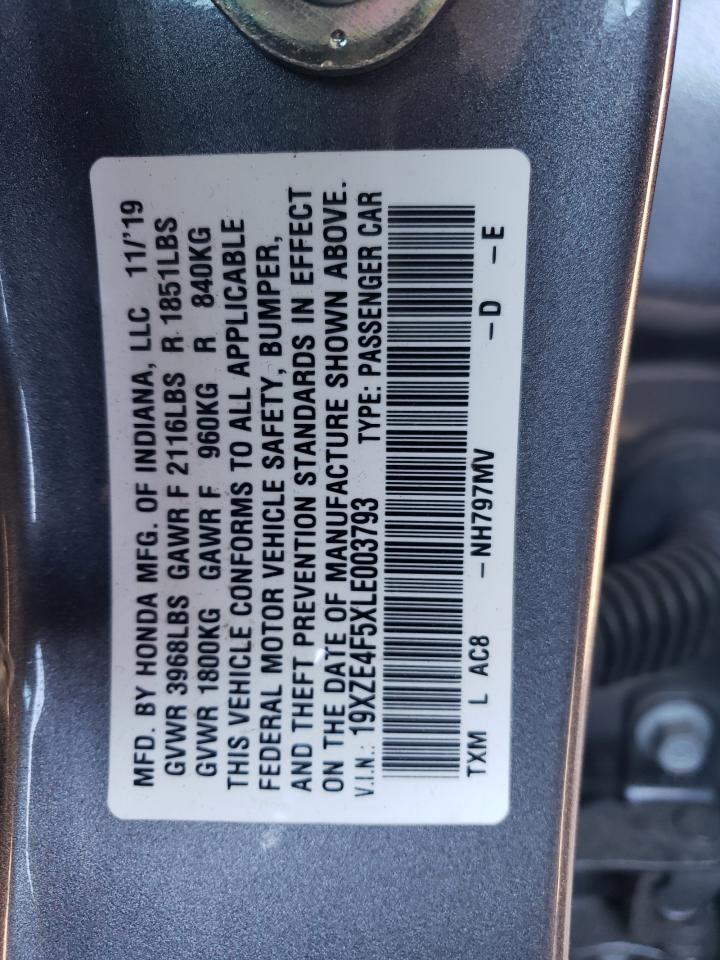 MFD. BY HONDA MFG. OF INDIANA, LLC 11/'19
GVWR 3968LBS GAWR F 2116LBS R 1851LBS
GVWR 1800KG GAWR F 960KG R 840KG
THIS VEHICLE CONFORMS TO ALL APPLICABLE
FEDERAL MOTOR VEHICLE SAFETY, BUMPER,
AND THEFT PREVENTION STANDARDS IN EFFECT
ON THE DATE OF MANUFACTURE SHOWN ABOVE.
V.I.N.: 19XZE4F5XLE003793 TYPE: PASSENGER CAR
TXM L AC8 -NH797MV -D -E